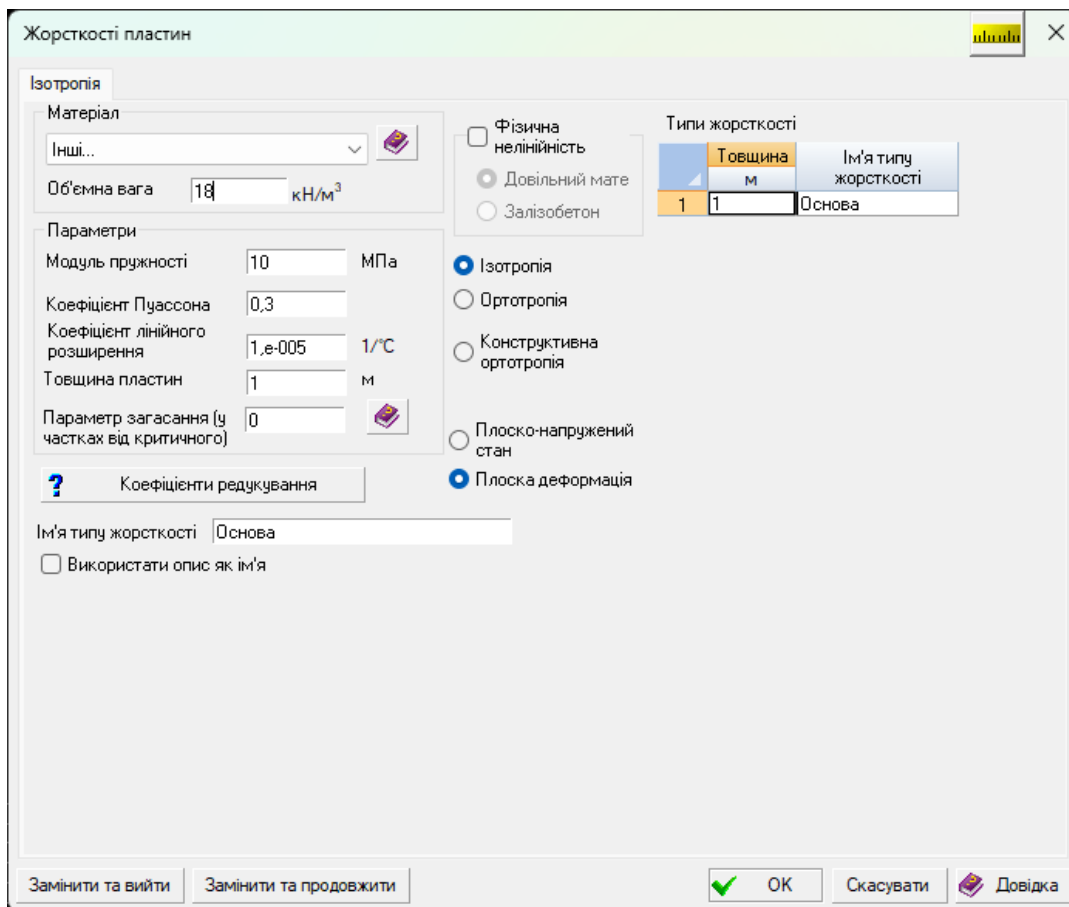 Жорсткості пластин
Ізотропія
Матеріал
Інші...
Об'ємна вага
18
кН/м³
Параметри
Модуль пружності
10
МПа
Коефіцієнт Пуассона
0,3
Коефіцієнт лінійного
розширення
1,е-005
1/°C
Товщина пластин
1
м
Параметр загасання (у
частках від критичного)
0
? Коефіцієнти редукування
Ім'я типу жорсткості
Основа
Використати опис як ім'я
Фізична
нелінійність
Довільний мате
Залізобетон
Ізотропія
Ортотропія
Конструктивна
ортотропія
Плоско-напружений
стан
Плоска деформація
Типи жорсткості
Товщина
м
Ім'я типу
жорсткості
1 1 Основа
Замінити та вийти
Замінити та продовжити
OK
Скасувати
Довідка